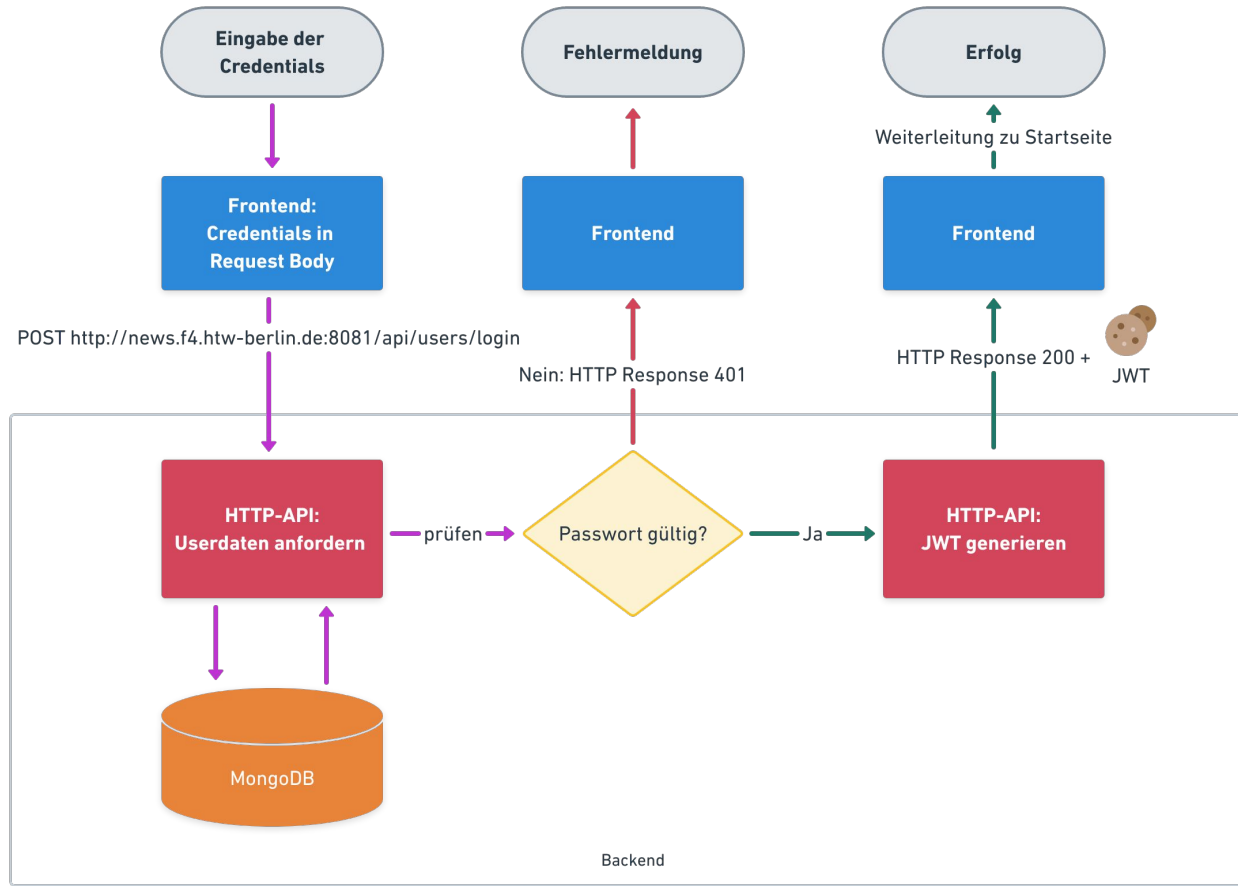 Eingabe der
Credentials
Fehlermeldung
Erfolg
Weiterleitung zu Startseite
Frontend:
Credentials in
Request Body
Frontend
Frontend
POST http://news.f4.htw-berlin.de:8081/api/users/login
Nein: HTTP Response 401
HTTP Response 200 +
JWT
HTTP-API:
Userdaten anfordern
prüfen
Passwort gültig?
Ja
HTTP-API:
JWT generieren
MongoDB
Backend